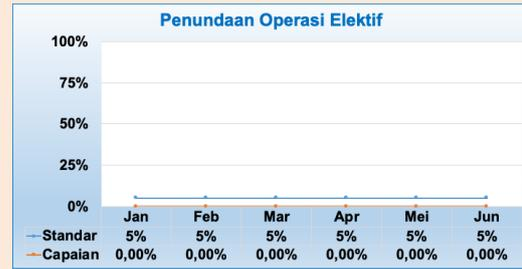 Penundaan Operasi Elektif
100%
75%
50%
25%
0%
Jan Feb Mar Apr Mei Jun
Standar 5% 5% 5% 5% 5% 5%
Capaian 0,00% 0,00% 0,00% 0,00% 0,00% 0,00%